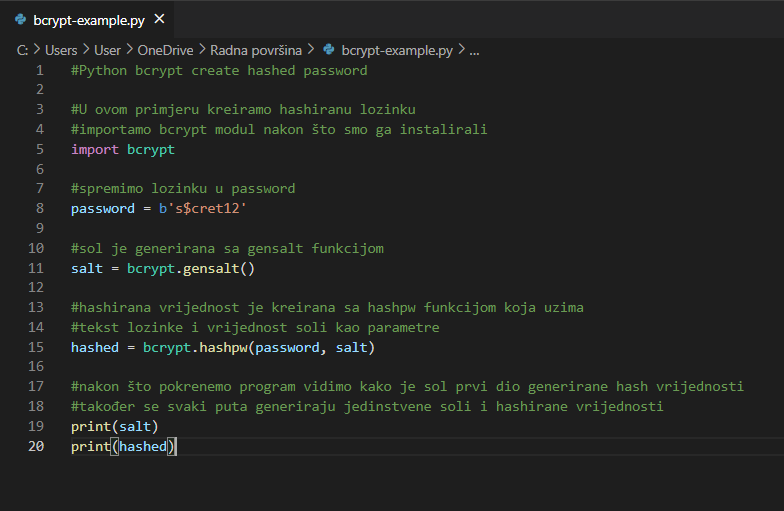 bcrypt-example.py ×
C: > Users > User > OneDrive > Radna površina > bcrypt-example.py > ...
1 #Python bcrypt create hashed password
2
3 #U ovom primjeru kreiramo hashiranu lozinku
4 #importamo bcrypt modul nakon što smo ga instalirali
5 import bcrypt
6
7 #spremimo lozinku u password
8 password = b's$cret12'
9
10 #sol je generirana sa gensalt funkcijom
11 salt = bcrypt.gensalt()
12
13 #hashirana vrijednost je kreirana sa hashpw funkcijom koja uzima
14 #tekst lozinke i vrijednost soli kao parametre
15 hashed = bcrypt.hashpw(password, salt)
16
17 #nakon što pokrenemo program vidimo kako je sol prvi dio generirane hash vrijednosti
18 #također se svaki puta generiraju jedinstvene soli i hashirane vrijednosti
19 print(salt)
20 print(hashed)